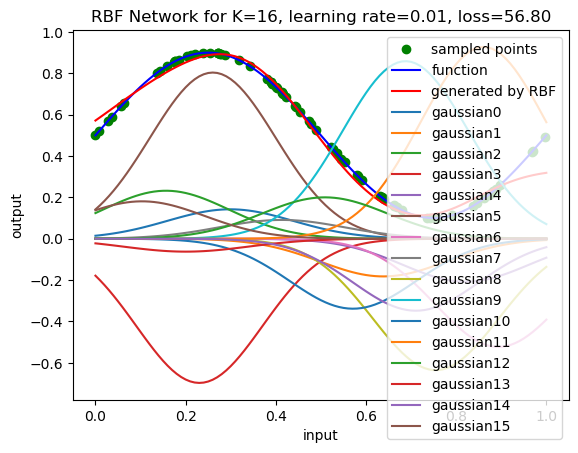 RBF Network for K=16, learning rate=0.01, loss=56.80
1.0
0.8
0.6
0.4
0.2
0.0
−0.2
−0.4
−0.6
output
0.0
0.2
0.4
0.6
0.8
1.0
input
sampled points
function
generated by RBF
gaussian0
gaussian1
gaussian2
gaussian3
gaussian4
gaussian5
gaussian6
gaussian7
gaussian8
gaussian9
gaussian10
gaussian11
gaussian12
gaussian13
gaussian14
gaussian15